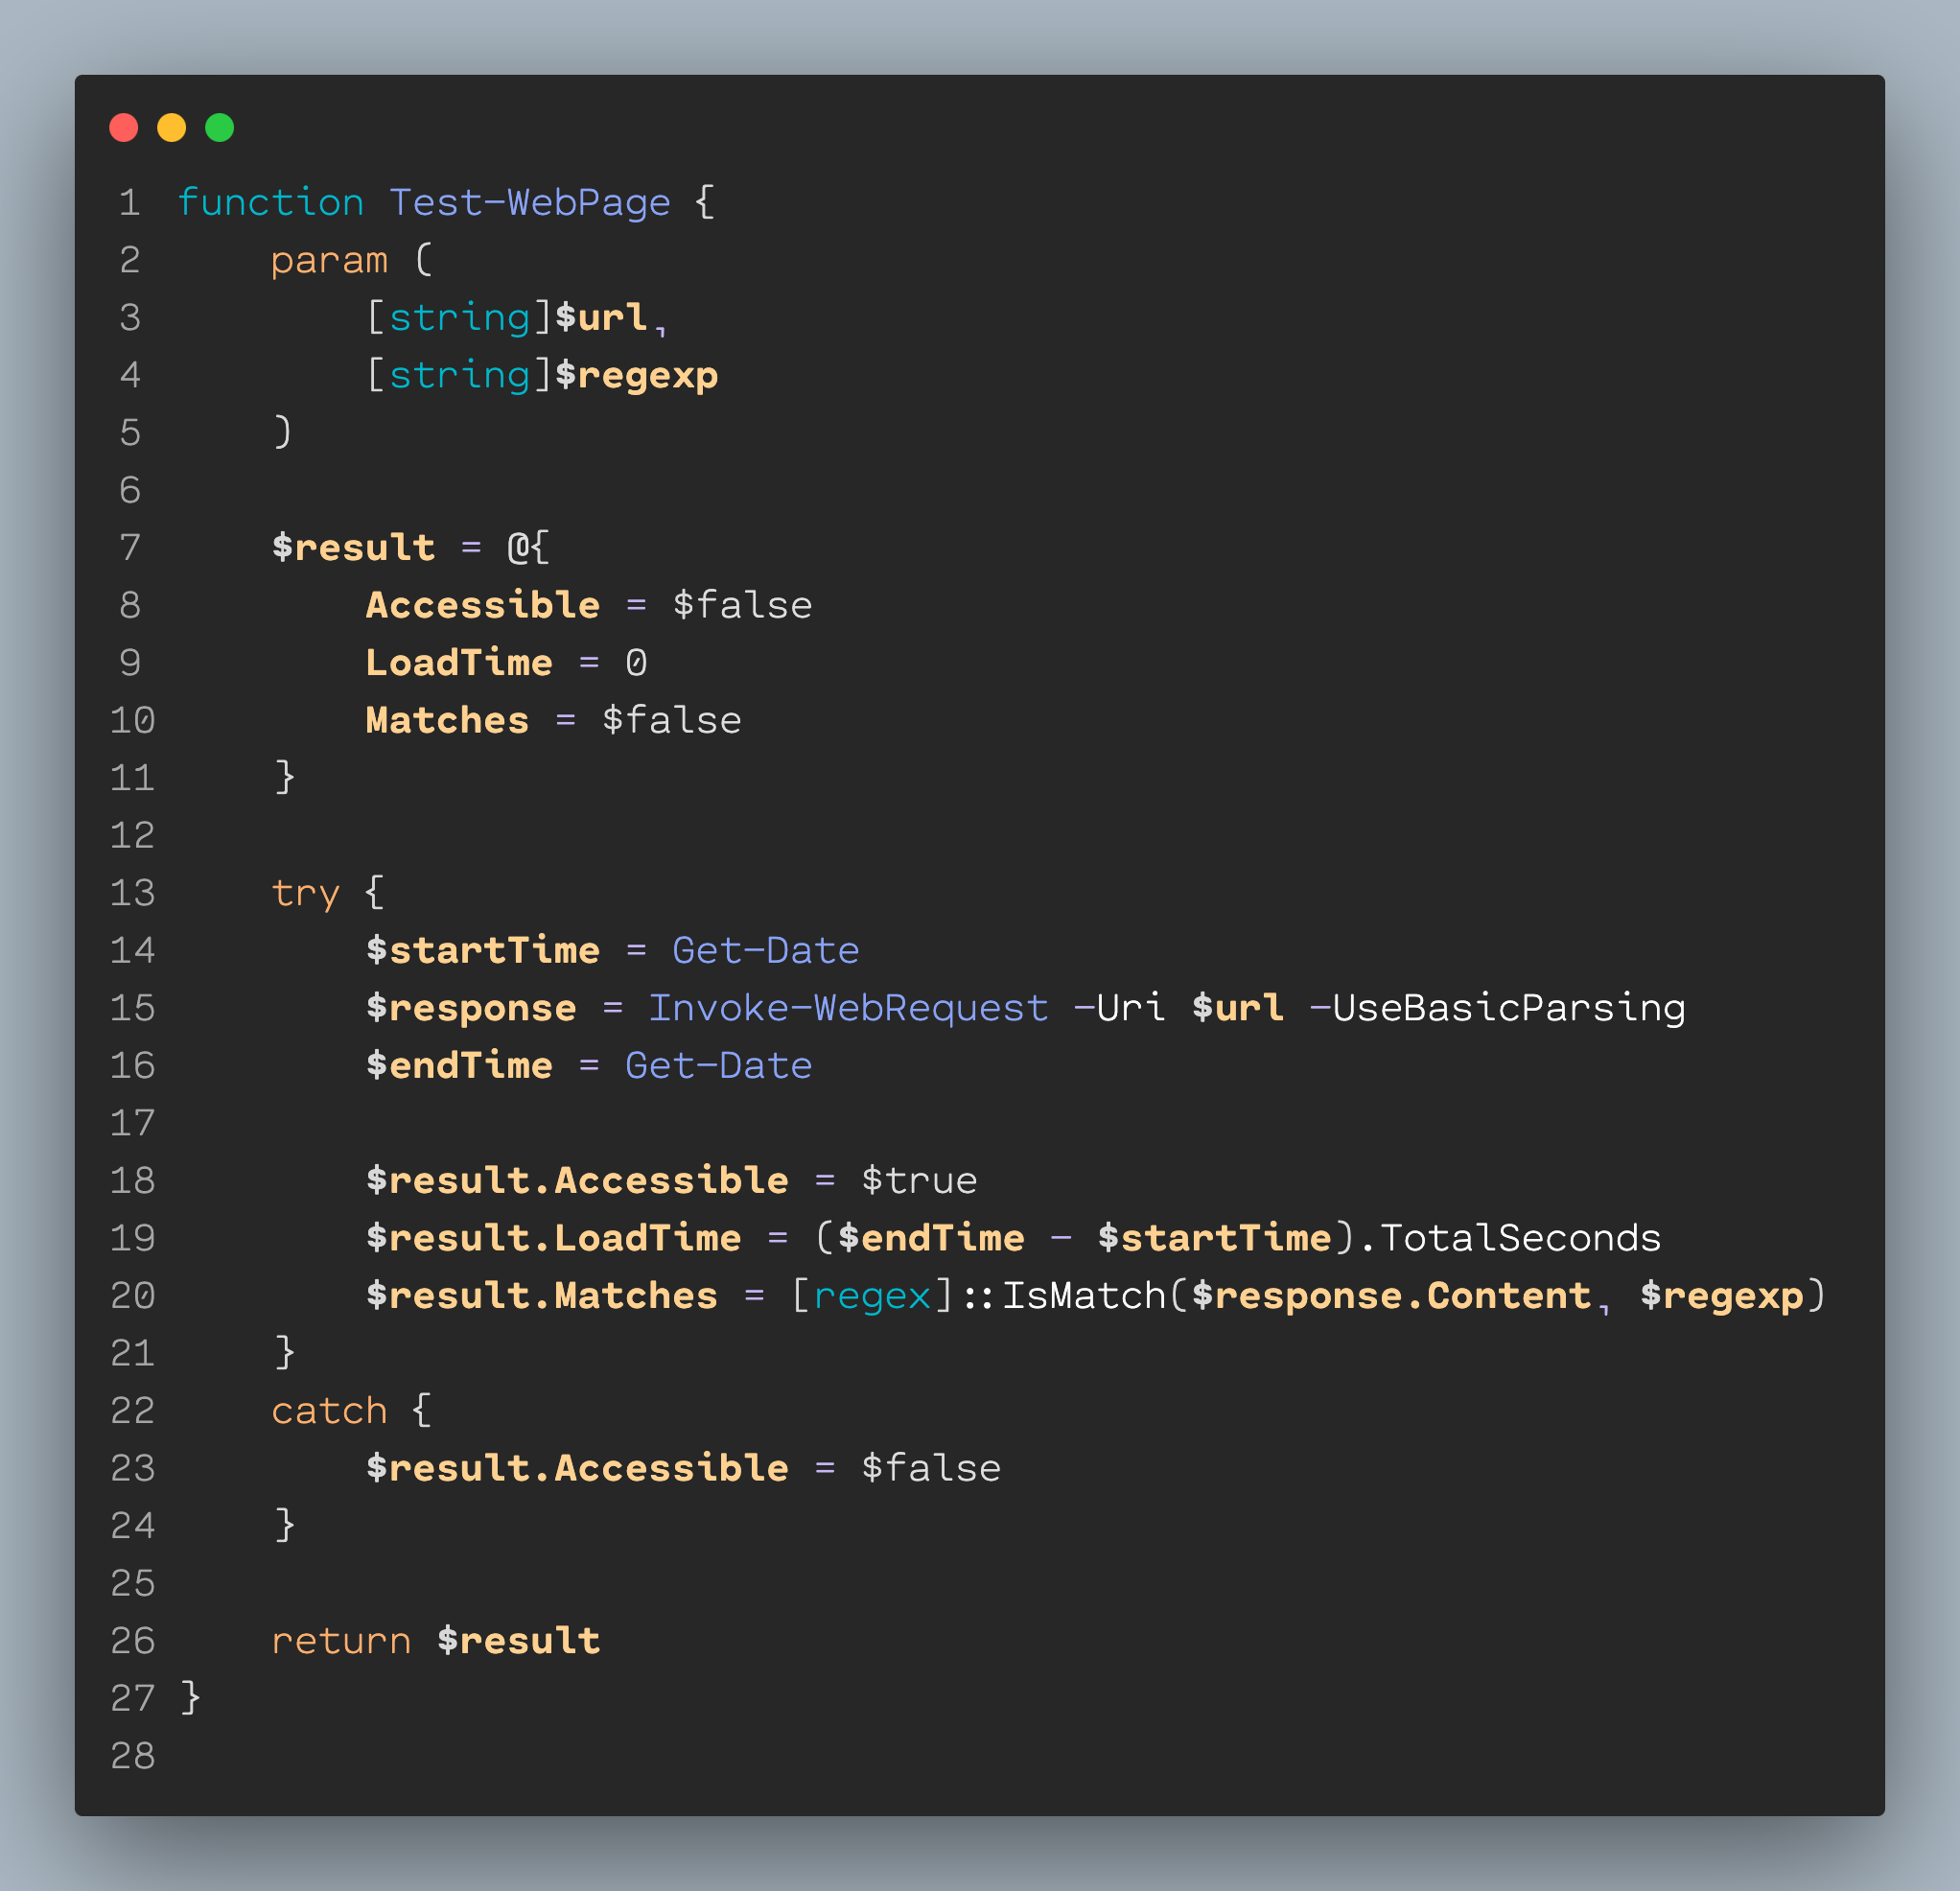 1 function Test-WebPage {
2     param (
3         [string]$url,
4         [string]$regexp
5     )
6
7     $result = @{
8         Accessible = $false
9         LoadTime = 0
10         Matches = $false
11     }
12
13     try {
14         $startTime = Get-Date
15         $response = Invoke-WebRequest -Uri $url -UseBasicParsing
16         $endTime = Get-Date
17
18         $result.Accessible = $true
19         $result.LoadTime = ($endTime - $startTime).TotalSeconds
20         $result.Matches = [regex]::IsMatch($response.Content, $regexp)
21     }
22     catch {
23         $result.Accessible = $false
24     }
25
26     return $result
27 }
28